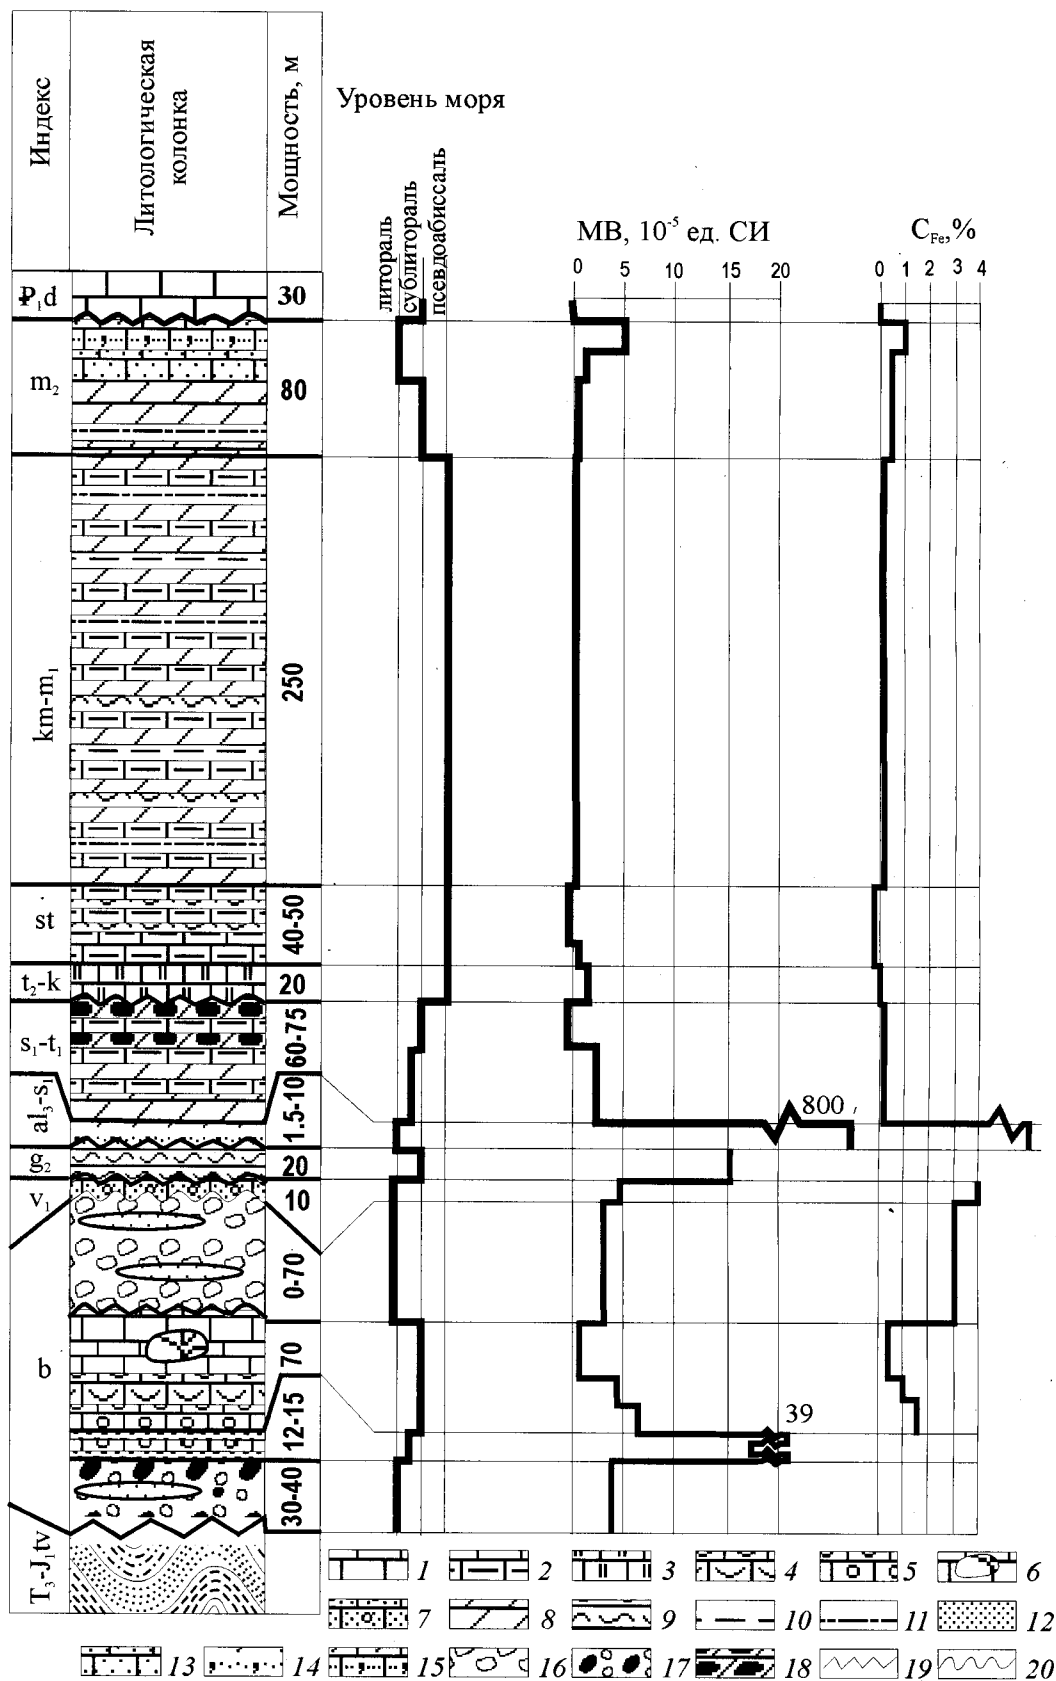 Индекс
Литологическая
колонка
Мощность, м
Уровень моря
литораль
сублитораль
псевдоабиссаль
МВ, 10⁻⁵ ед. СИ
0 5 10 15 20
C_Fe,%
0 1 2 3 4
₽₁d
30
m₂
80
km-m₁
250
st
40-50
t₂-k
20
s₁-t₁
60-75
al₃-s₁
1.5-10
800
g₂
20
v₁
10
0-70
b
70
12-15
39
30-40
T₃-J₁tv
1 2 3 4 5 6
7 8 9 10 11 12
13 14 15 16 17 18 19 20